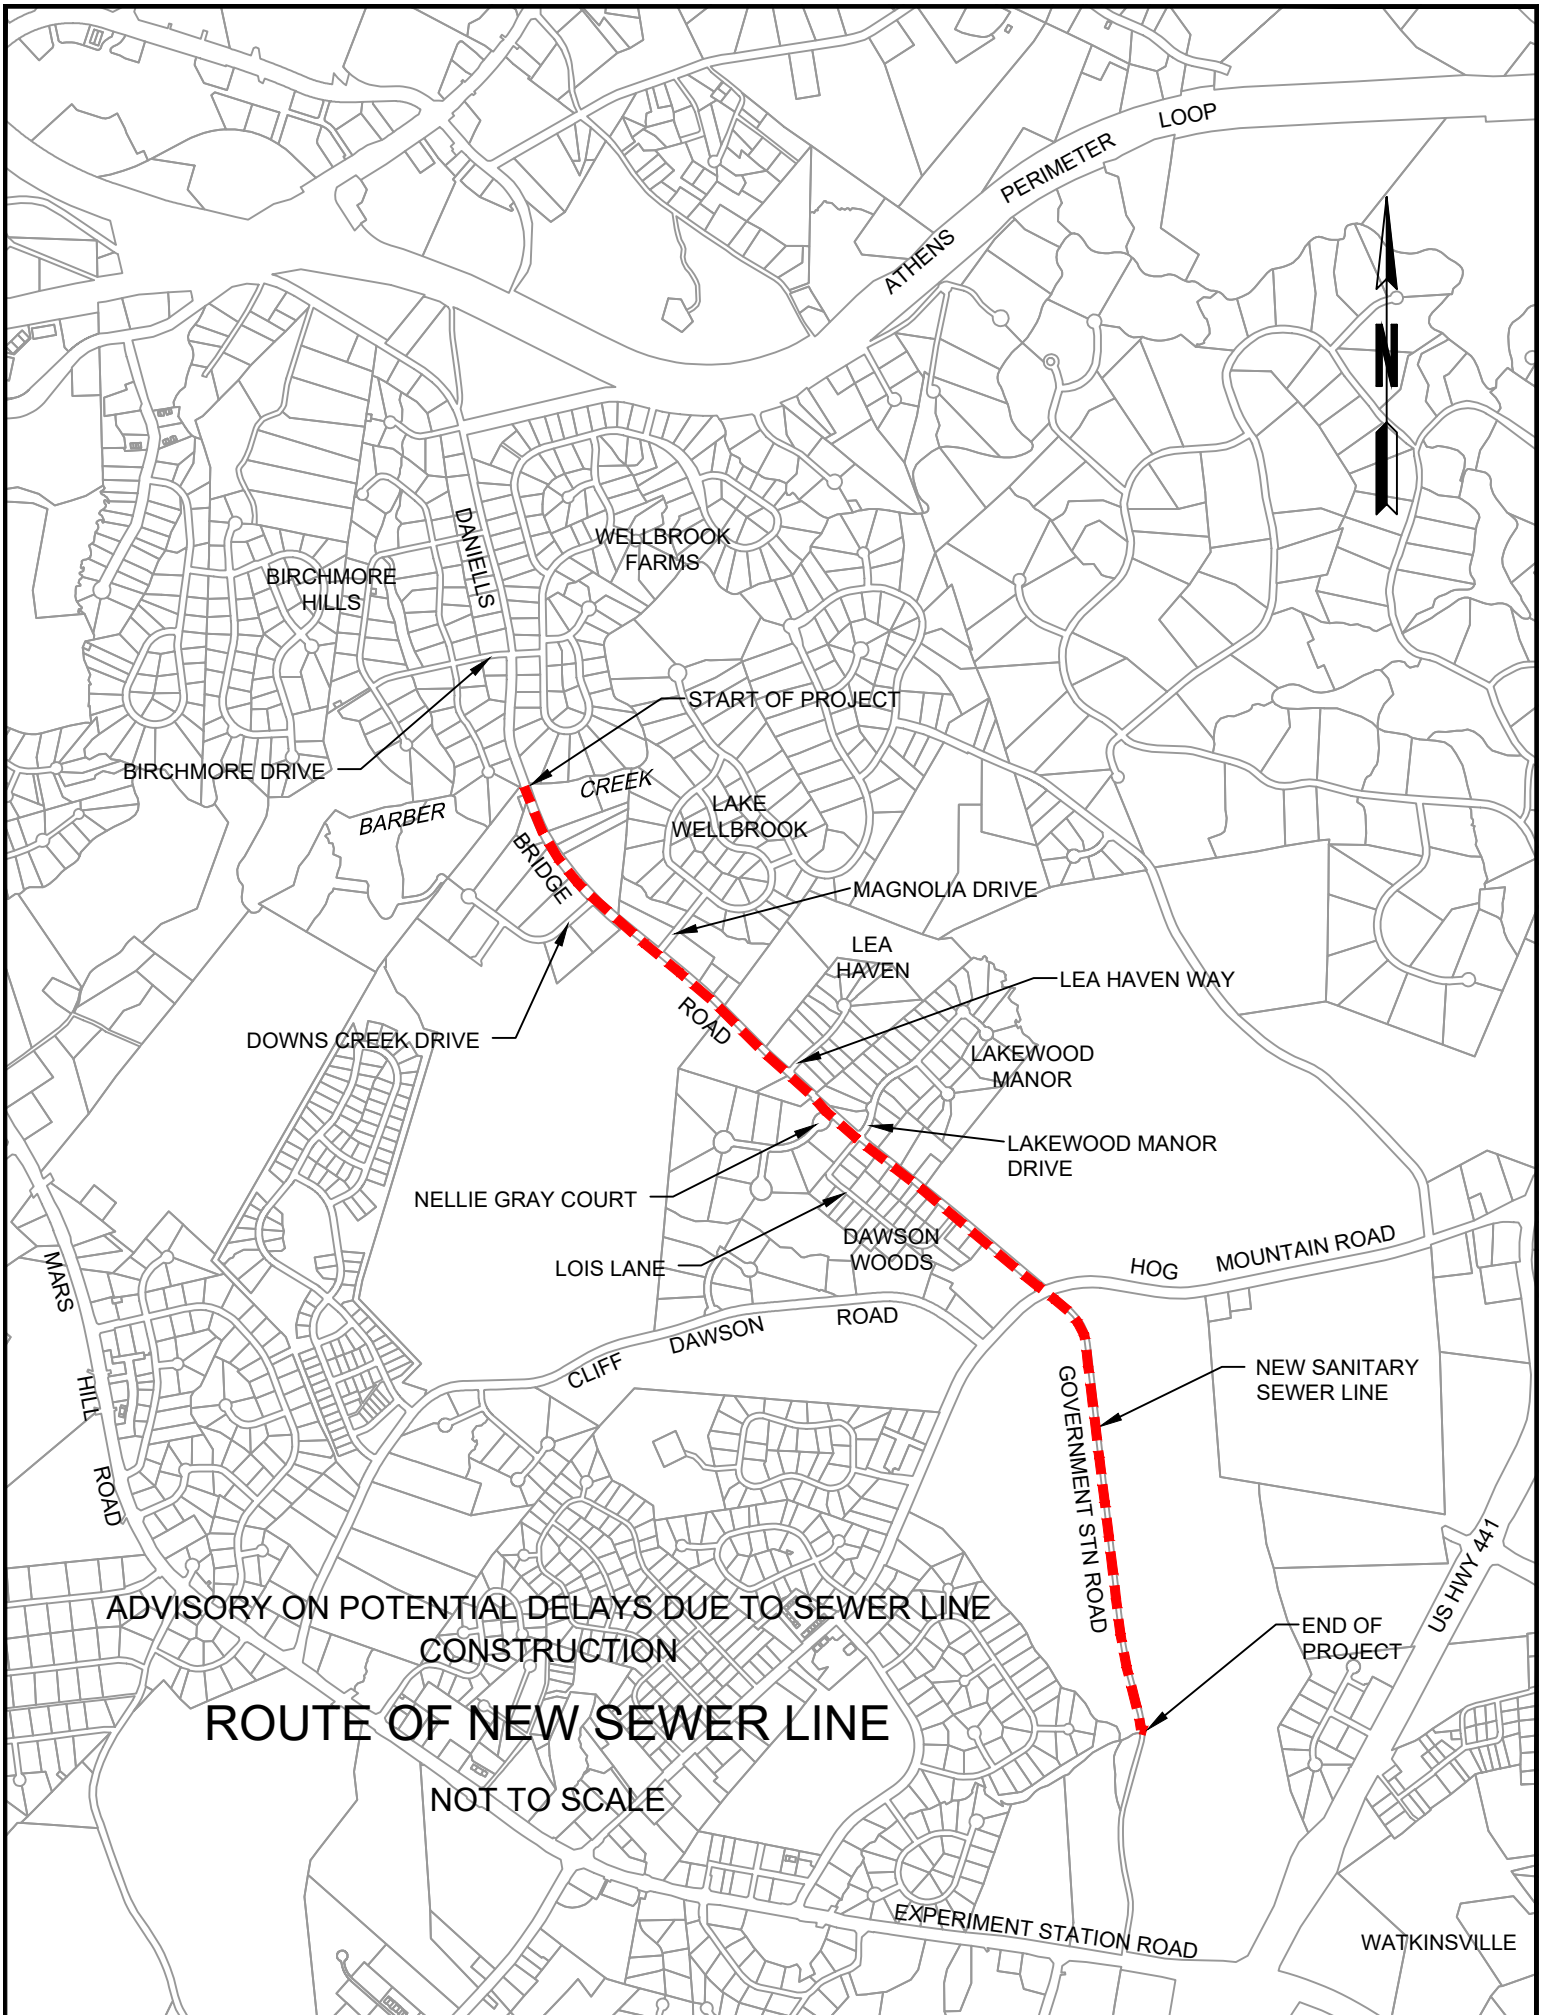 LOOP
PERIMETER
ATHENS
N
DANIELLS
WELLBROOK
FARMS
BIRCHMORE
HILLS
START OF PROJECT
BIRCHMORE DRIVE
CREEK
BARBER
LAKE
WELLBROOK
BRIDGE
MAGNOLIA DRIVE
LEA
HAVEN
LEA HAVEN WAY
ROAD
DOWNS CREEK DRIVE
LAKEWOOD
MANOR
LAKEWOOD MANOR
DRIVE
NELLIE GRAY COURT
DAWSON
WOODS
LOIS LANE
HOG
MOUNTAIN ROAD
MARS
HILL
ROAD
CLIFF
DAWSON
ROAD
NEW SANITARY
SEWER LINE
GOVERNMENT STN ROAD
US HWY 441
ADVISORY ON POTENTIAL DELAYS DUE TO SEWER LINE
CONSTRUCTION
END OF
PROJECT
ROUTE OF NEW SEWER LINE
NOT TO SCALE
EXPERIMENT STATION ROAD
WATKINSVILLE